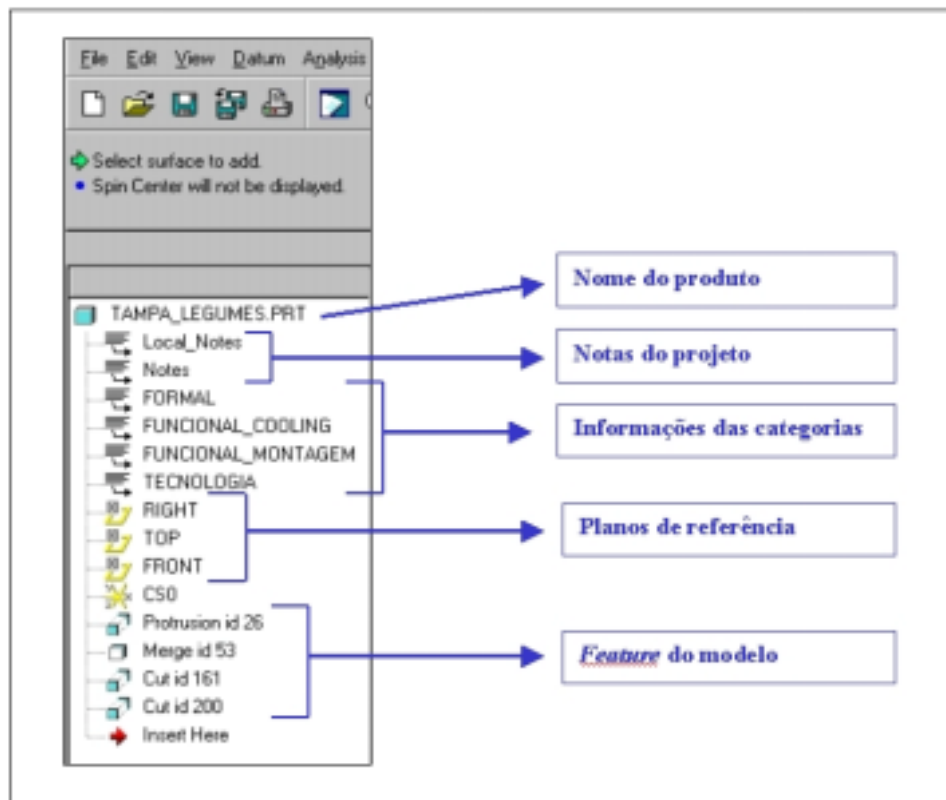 File Edit View Datum Analysis
Select surface to add.
Spin Center will not be displayed.
TAMPA_LEGUMES.PRT
Local_Notes
Notes
FORMAL
FUNCIONAL_COOLING
FUNCIONAL_MONTAGEM
TECNOLOGIA
RIGHT
TOP
FRONT
CS0
Protrusion id 26
Merge id 53
Cut id 161
Cut id 200
Insert Here
Nome do produto
Notas do projeto
Informações das categorias
Planos de referência
Feature do modelo